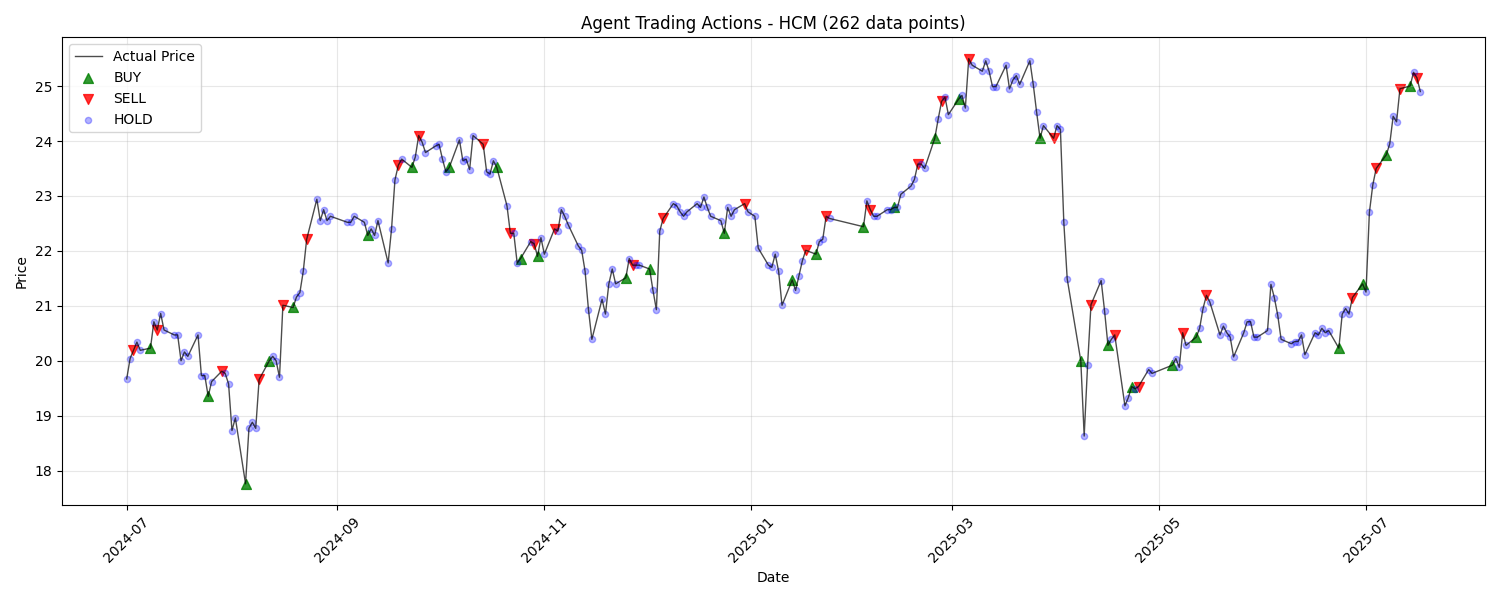 Agent Trading Actions - HCM (262 data points)
Actual Price
BUY
SELL
HOLD
Price
25
24
23
22
21
20
19
18
2024-07
2024-09
2024-11
2025-01
2025-03
2025-05
2025-07
Date